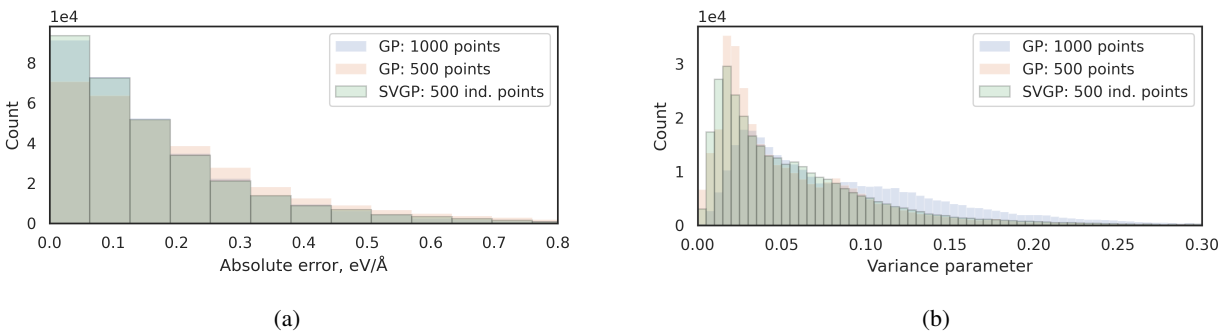 1e4
GP: 1000 points
GP: 500 points
SVGP: 500 ind. points
8
6
4
2
0
Count
0.0 0.1 0.2 0.3 0.4 0.5 0.6 0.7 0.8
Absolute error, eV/Å
(a)
1e4
GP: 1000 points
GP: 500 points
SVGP: 500 ind. points
3
2
1
0
Count
0.00 0.05 0.10 0.15 0.20 0.25 0.30
Variance parameter
(b)